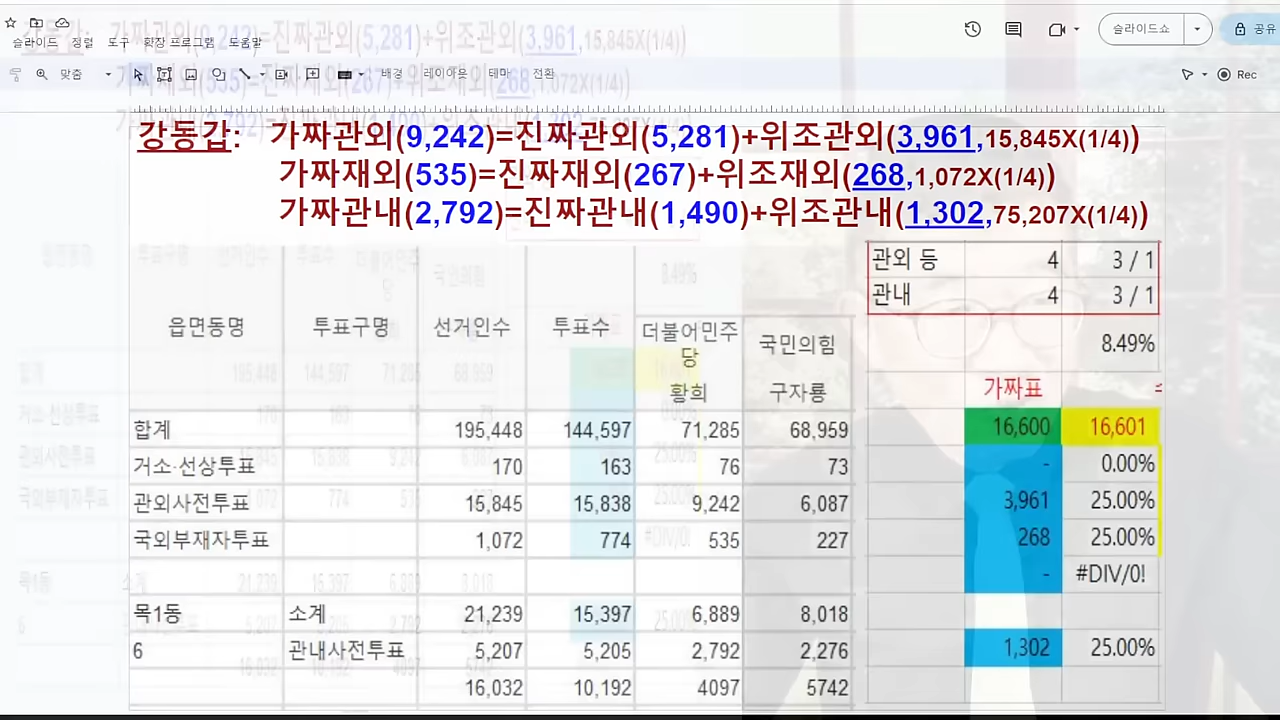 슬라이드 정렬 도구 확장 프로그램 도움말
슬라이드쇼
공유
맞춤
배경 레이아웃 테마 전환
Rec
강동갑: 가짜관외(9,242)=진짜관외(5,281)+위조관외(3,961,15,845X(1/4))
가짜재외(535)=진짜재외(267)+위조재외(268,1,072X(1/4))
가짜관내(2,792)=진짜관내(1,490)+위조관내(1,302,75,207X(1/4))
관외 등 4 3 / 1
관내 4 3 / 1
8.49%
읍면동명 투표구명 선거인수 투표수 더불어민주당 황희 국민의힘 구자룡 가짜표
합계 195,448 144,597 71,285 68,959 16,600 16,601
거소·선상투표 170 163 76 73 - 0.00%
관외사전투표 15,845 15,838 9,242 6,087 3,961 25.00%
국외부재자투표 1,072 774 535 227 268 25.00%
- #DIV/0!
목1동 소계 21,239 15,397 6,889 8,018
6 관내사전투표 5,207 5,205 2,792 2,276 1,302 25.00%
16,032 10,192 4097 5742